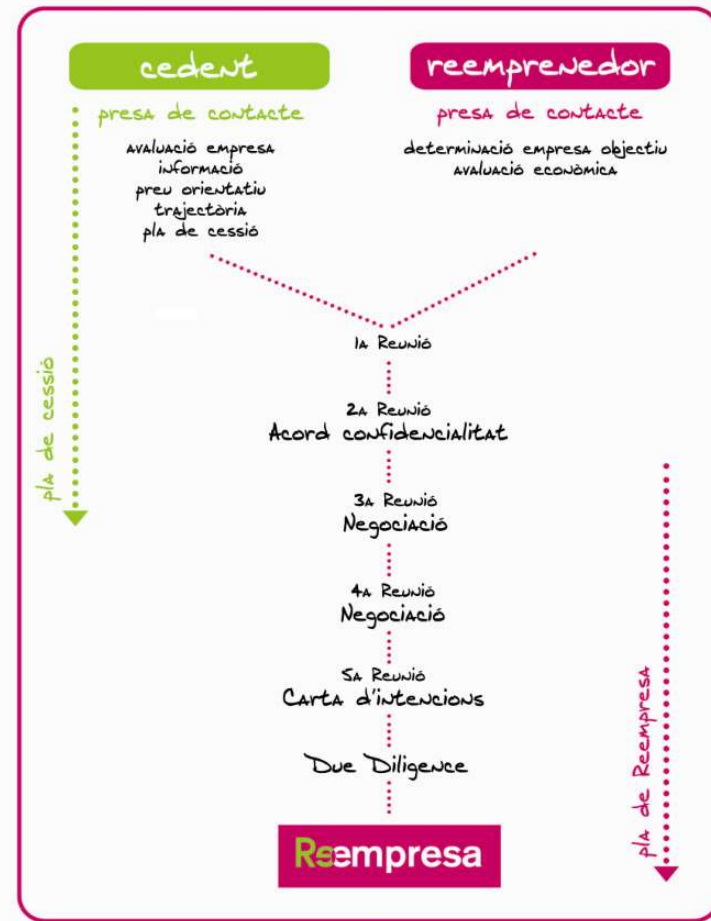 cedent
presa de contacte
avaluació empresa
informació
preu orientatiu
trajectòria
pla de cessió
reemprenedor
presa de contacte
determinació empresa objectiu
avaluació econòmica
pla de cessió
1a Reunió
2a Reunió
Acord confidencialitat
3a Reunió
Negociació
4a Reunió
Negociació
5a Reunió
Carta d'intencions
Due Diligence
Reempresa
pla de Reempresa